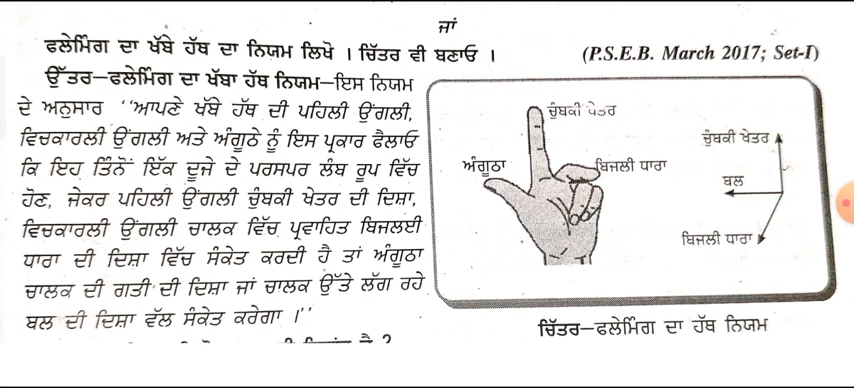 ਜਾਂ
ਫਲੇਮਿੰਗ ਦਾ ਖੱਬੇ ਹੱਥ ਦਾ ਨਿਯਮ ਲਿਖੋ । ਚਿੱਤਰ ਵੀ ਬਣਾਓ । (P.S.E.B. March 2017; Set-I)
ਉੱਤਰ–ਫਲੇਮਿੰਗ ਦਾ ਖੱਬਾ ਹੱਥ ਨਿਯਮ–ਇਸ ਨਿਯਮ
ਦੇ ਅਨੁਸਾਰ ‘‘ਆਪਣੇ ਖੱਬੇ ਹੱਥ ਦੀ ਪਹਿਲੀ ਉਂਗਲੀ,
ਵਿਚਕਾਰਲੀ ਉਂਗਲੀ ਅਤੇ ਅੰਗੂਠੇ ਨੂੰ ਇਸ ਪ੍ਰਕਾਰ ਫੈਲਾਓ
ਕਿ ਇਹ ਤਿੰਨੋਂ ਇੱਕ ਦੂਜੇ ਦੇ ਪਰਸਪਰ ਲੰਬ ਰੂਪ ਵਿੱਚ
ਹੋਣ, ਜੇਕਰ ਪਹਿਲੀ ਉਂਗਲੀ ਚੁੰਬਕੀ ਖੇਤਰ ਦੀ ਦਿਸ਼ਾ,
ਵਿਚਕਾਰਲੀ ਉਂਗਲੀ ਚਾਲਕ ਵਿੱਚ ਪ੍ਰਵਾਹਿਤ ਬਿਜਲਈ
ਧਾਰਾ ਦੀ ਦਿਸ਼ਾ ਵਿੱਚ ਸੰਕੇਤ ਕਰਦੀ ਹੈ ਤਾਂ ਅੰਗੂਠਾ
ਚਾਲਕ ਦੀ ਗਤੀ ਦੀ ਦਿਸ਼ਾ ਜਾਂ ਚਾਲਕ ਉੱਤੇ ਲੱਗ ਰਹੇ
ਬਲ ਦੀ ਦਿਸ਼ਾ ਵੱਲ ਸੰਕੇਤ ਕਰੇਗਾ ।’’
ਚੁੰਬਕੀ ਖੇਤਰ
ਅੰਗੂਠਾ
ਬਿਜਲੀ ਧਾਰਾ
ਚੁੰਬਕੀ ਖੇਤਰ
ਬਲ
ਬਿਜਲੀ ਧਾਰਾ
ਚਿੱਤਰ–ਫਲੇਮਿੰਗ ਦਾ ਹੱਥ ਨਿਯਮ